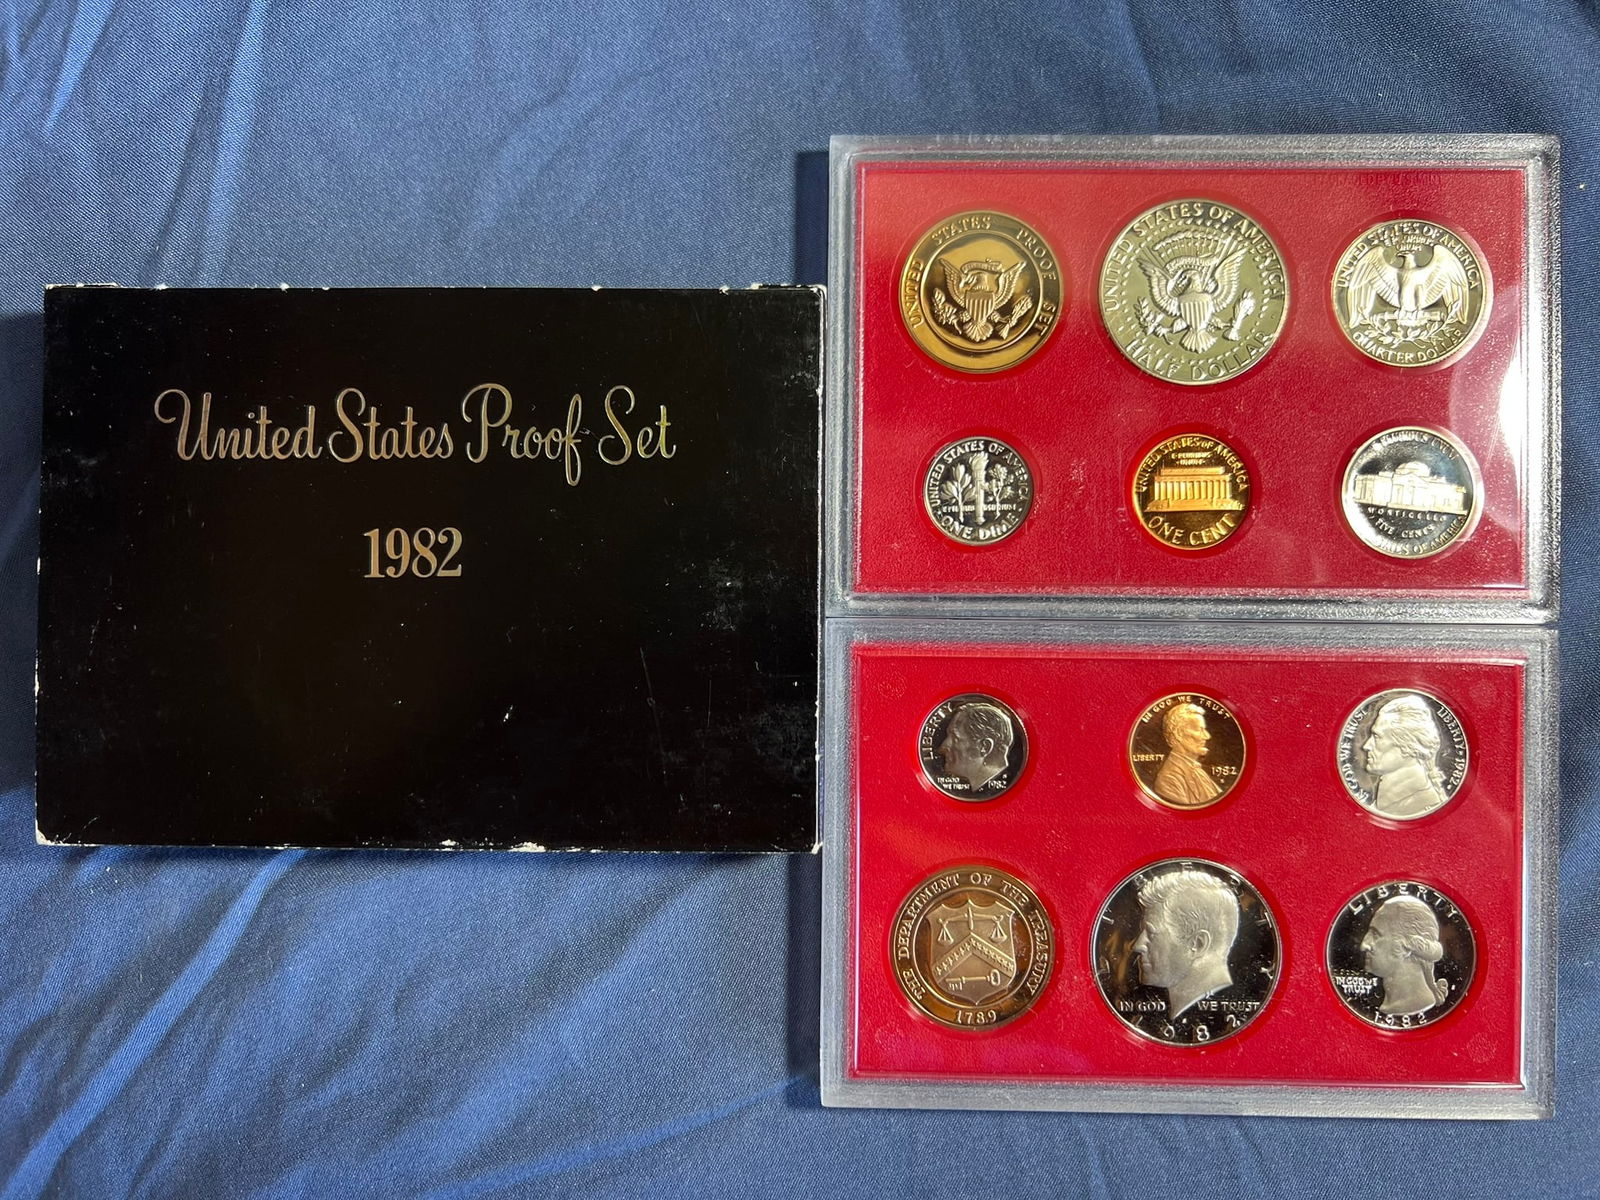 United States Proof Set
1982
UNITED STATES PROOF SET
UNITED STATES OF AMERICA
HALF DOLLAR
UNITED STATES OF AMERICA
QUARTER DOLLAR
UNITED STATES OF AMERICA
ONE DIME
UNITED STATES OF AMERICA
E PLURIBUS
UNUM
ONE CENT
MONTICELLO
FIVE CENTS
LIBERTY
IN GOD
WE TRUST
1982
IN GOD WE TRUST
LIBERTY
1982
IN GOD WE TRUST
LIBERTY 1982
THE DEPARTMENT OF THE TREASURY
1789
LIBERTY
IN GOD WE TRUST
1982
LIBERTY
IN GOD WE
TRUST
1982